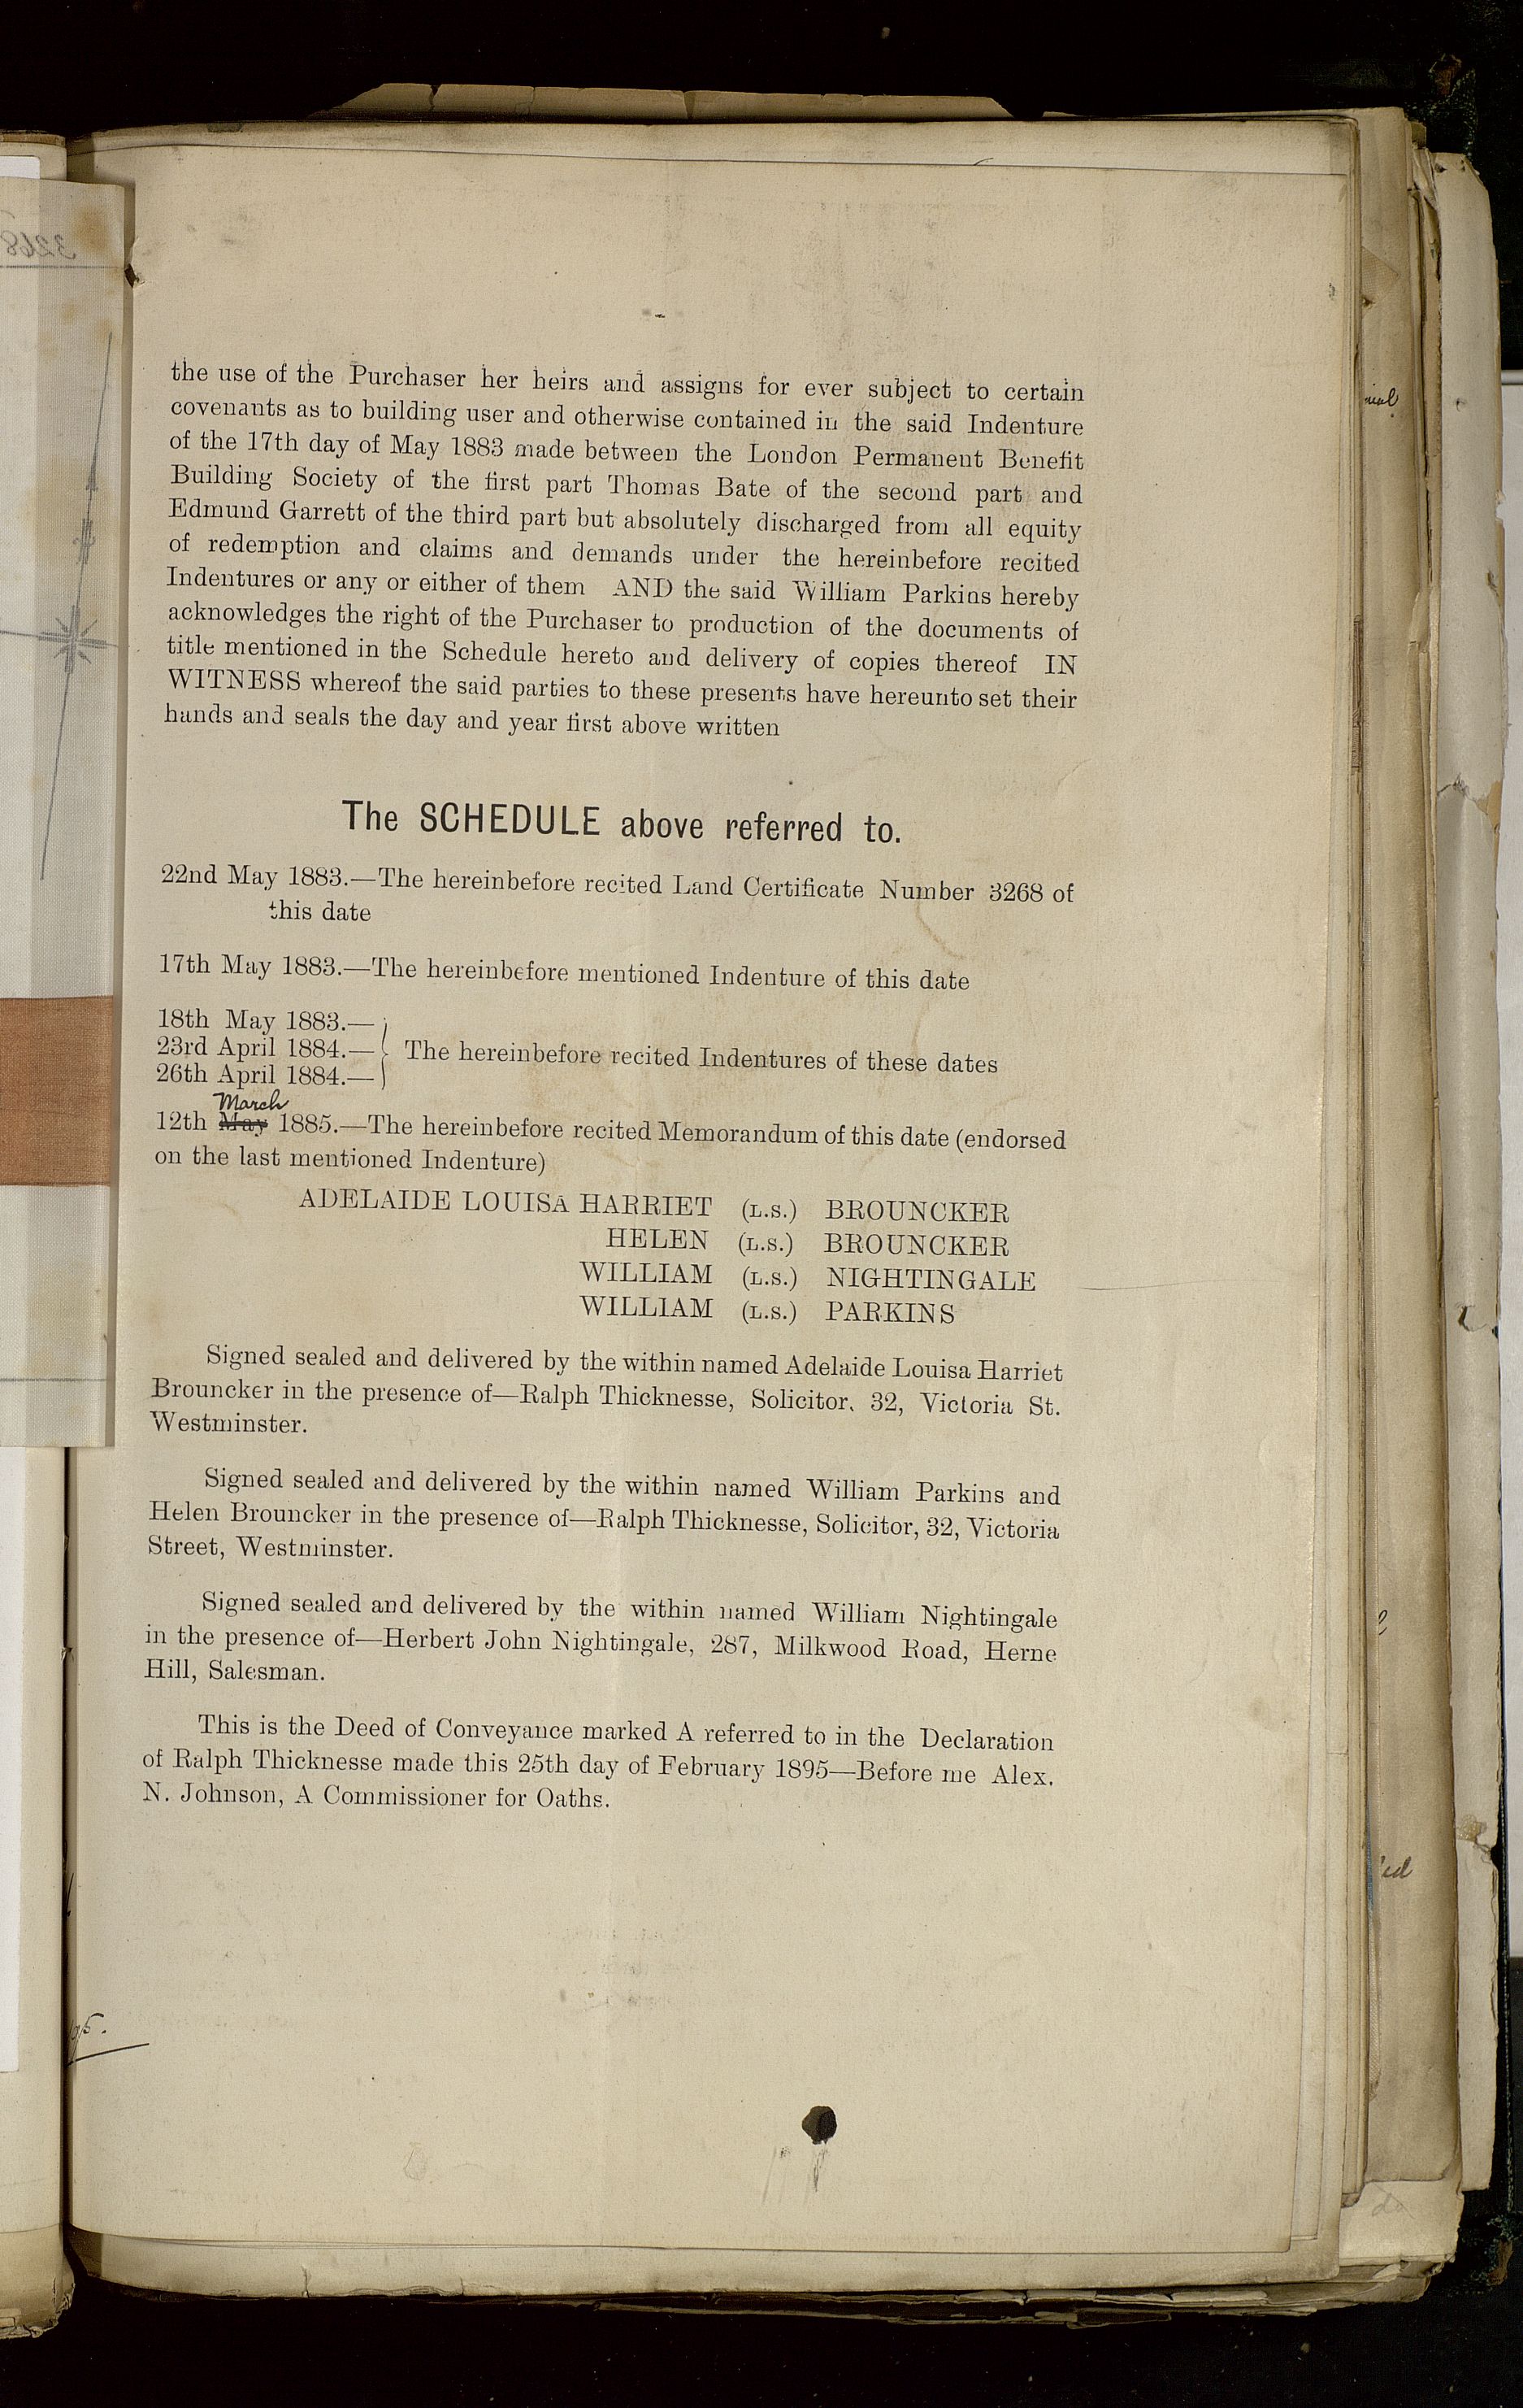 3268
the use of the Purchaser her heirs and assigns for ever subject to certain
covenants as to building user and otherwise contained in the said Indenture
of the 17th day of May 1883 made between the London Permanent Benefit
Building Society of the first part Thomas Bate of the second part and
Edmund Garrett of the third part but absolutely discharged from all equity
of redemption and claims and demands under the hereinbefore recited
Indentures or any or either of them AND the said William Parkins hereby
acknowledges the right of the Purchaser to production of the documents of
title mentioned in the Schedule hereto and delivery of copies thereof IN
WITNESS whereof the said parties to these presents have hereunto set their
hands and seals the day and year first above written
The SCHEDULE above referred to.
22nd May 1883.—The hereinbefore recited Land Certificate Number 3268 of
this date
17th May 1883.—The hereinbefore mentioned Indenture of this date
18th May 1883.—
23rd April 1884.— } The hereinbefore recited Indentures of these dates
26th April 1884.—
March
12th May 1885.—The hereinbefore recited Memorandum of this date (endorsed
on the last mentioned Indenture)
ADELAIDE LOUISA HARRIET (L.S.) BROUNCKER
HELEN (L.S.) BROUNCKER
WILLIAM (L.S.) NIGHTINGALE
WILLIAM (L.S.) PARKINS
Signed sealed and delivered by the within named Adelaide Louisa Harriet
Brouncker in the presence of—Ralph Thicknesse, Solicitor, 32, Victoria St.
Westminster.
Signed sealed and delivered by the within named William Parkins and
Helen Brouncker in the presence of—Ralph Thicknesse, Solicitor, 32, Victoria
Street, Westminster.
Signed sealed and delivered by the within named William Nightingale
in the presence of—Herbert John Nightingale, 287, Milkwood Road, Herne
Hill, Salesman.
This is the Deed of Conveyance marked A referred to in the Declaration
of Ralph Thicknesse made this 25th day of February 1895—Before me Alex.
N. Johnson, A Commissioner for Oaths.